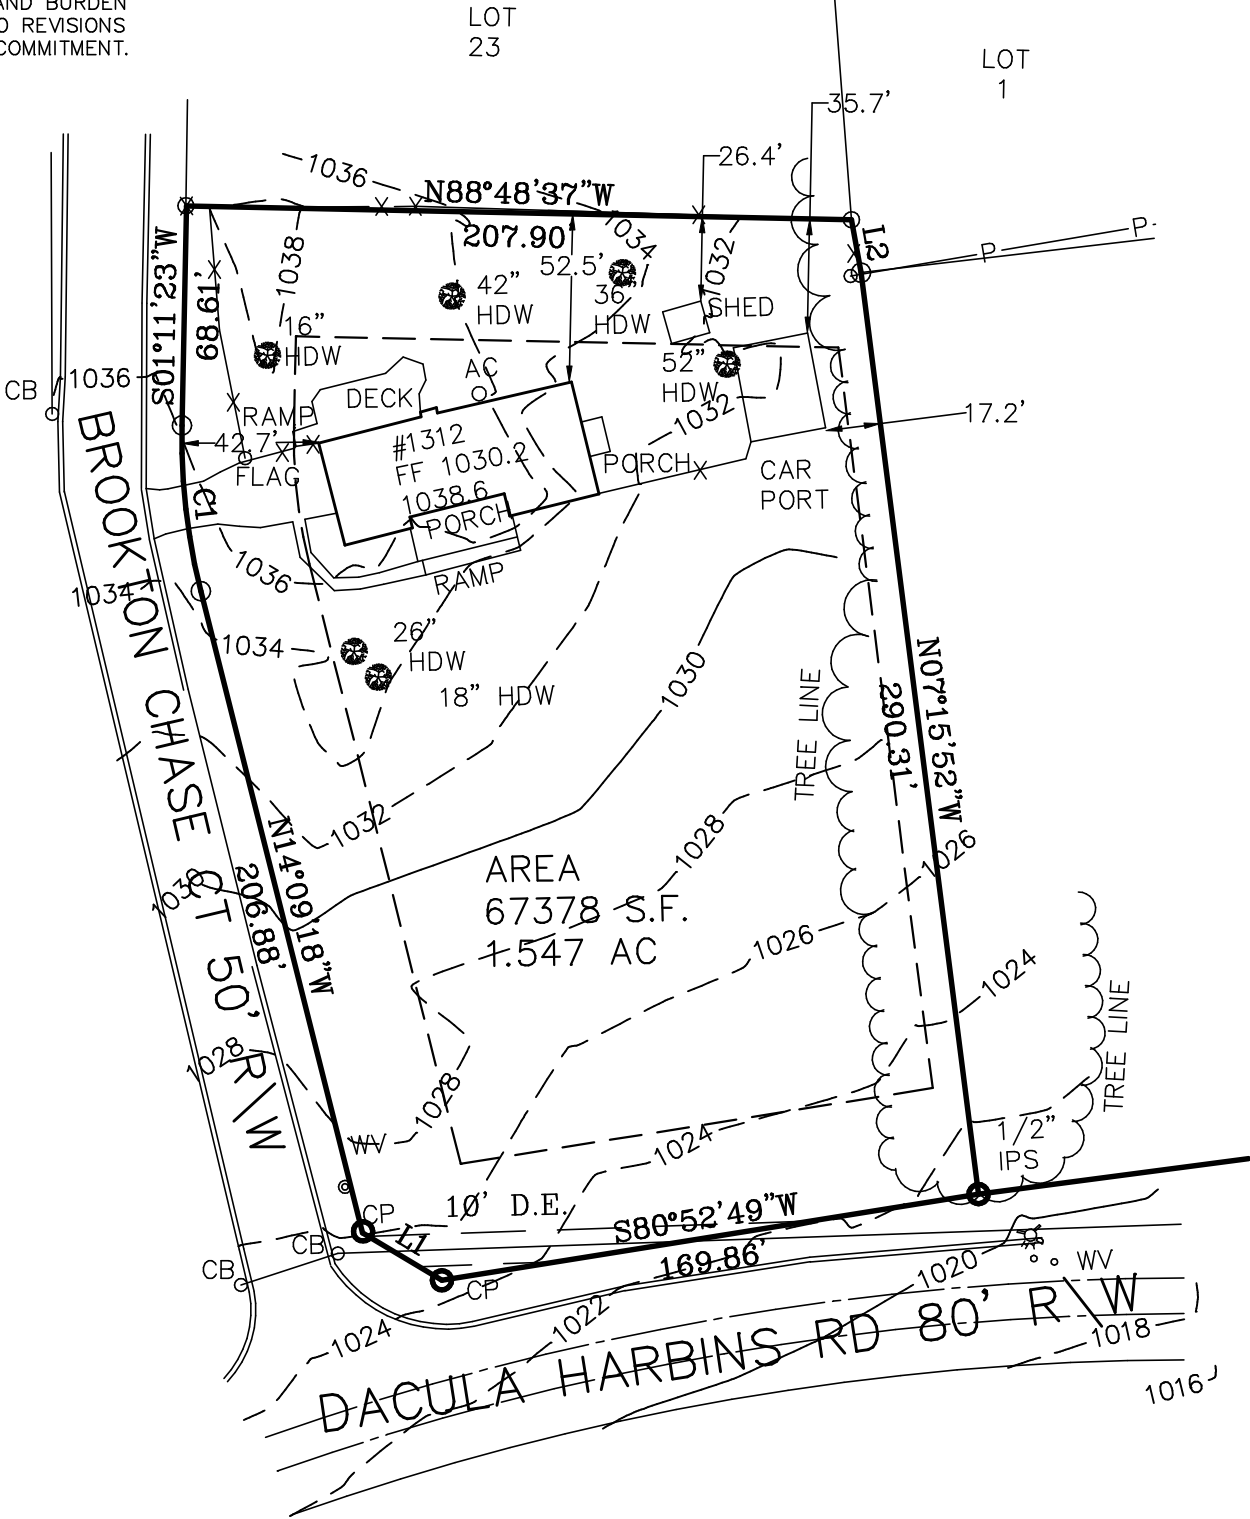 AND BURDEN
O REVISIONS
COMMITMENT.
LOT
23
LOT
1
35.7'
26.4'
1036
N88°48'37"W
207.90
1034
1032
L2
P
P
1038
52.5'
S01°11'23"W
68.61'
42"
HDW
36"
HDW
SHED
16"
HDW
52"
HDW
CB
1036
AC
DECK
RAMP
1032
17.2'
42.7'
#1312
FF 1030.2
1038.6
PORCH
FLAG
PORCH
CAR
PORT
C1
RAMP
1036
1034
1034
26"
HDW
18" HDW
1030
TREE LINE
N07°15'52"W
290.31'
BROOKTON CHASE CT 50' R\W
1032
1028
1026
N14°09'18"W
206.88'
AREA
67378 S.F.
1.547 AC
1030
1026
1024
TREE LINE
1028
1028
WV
1024
1/2"
IPS
10' D.E.
CP
L1
S80°52'49"W
169.86'
CB
CB
CP
1020
WV
1022
1024
1018
DACULA HARBINS RD 80' R\W
1016